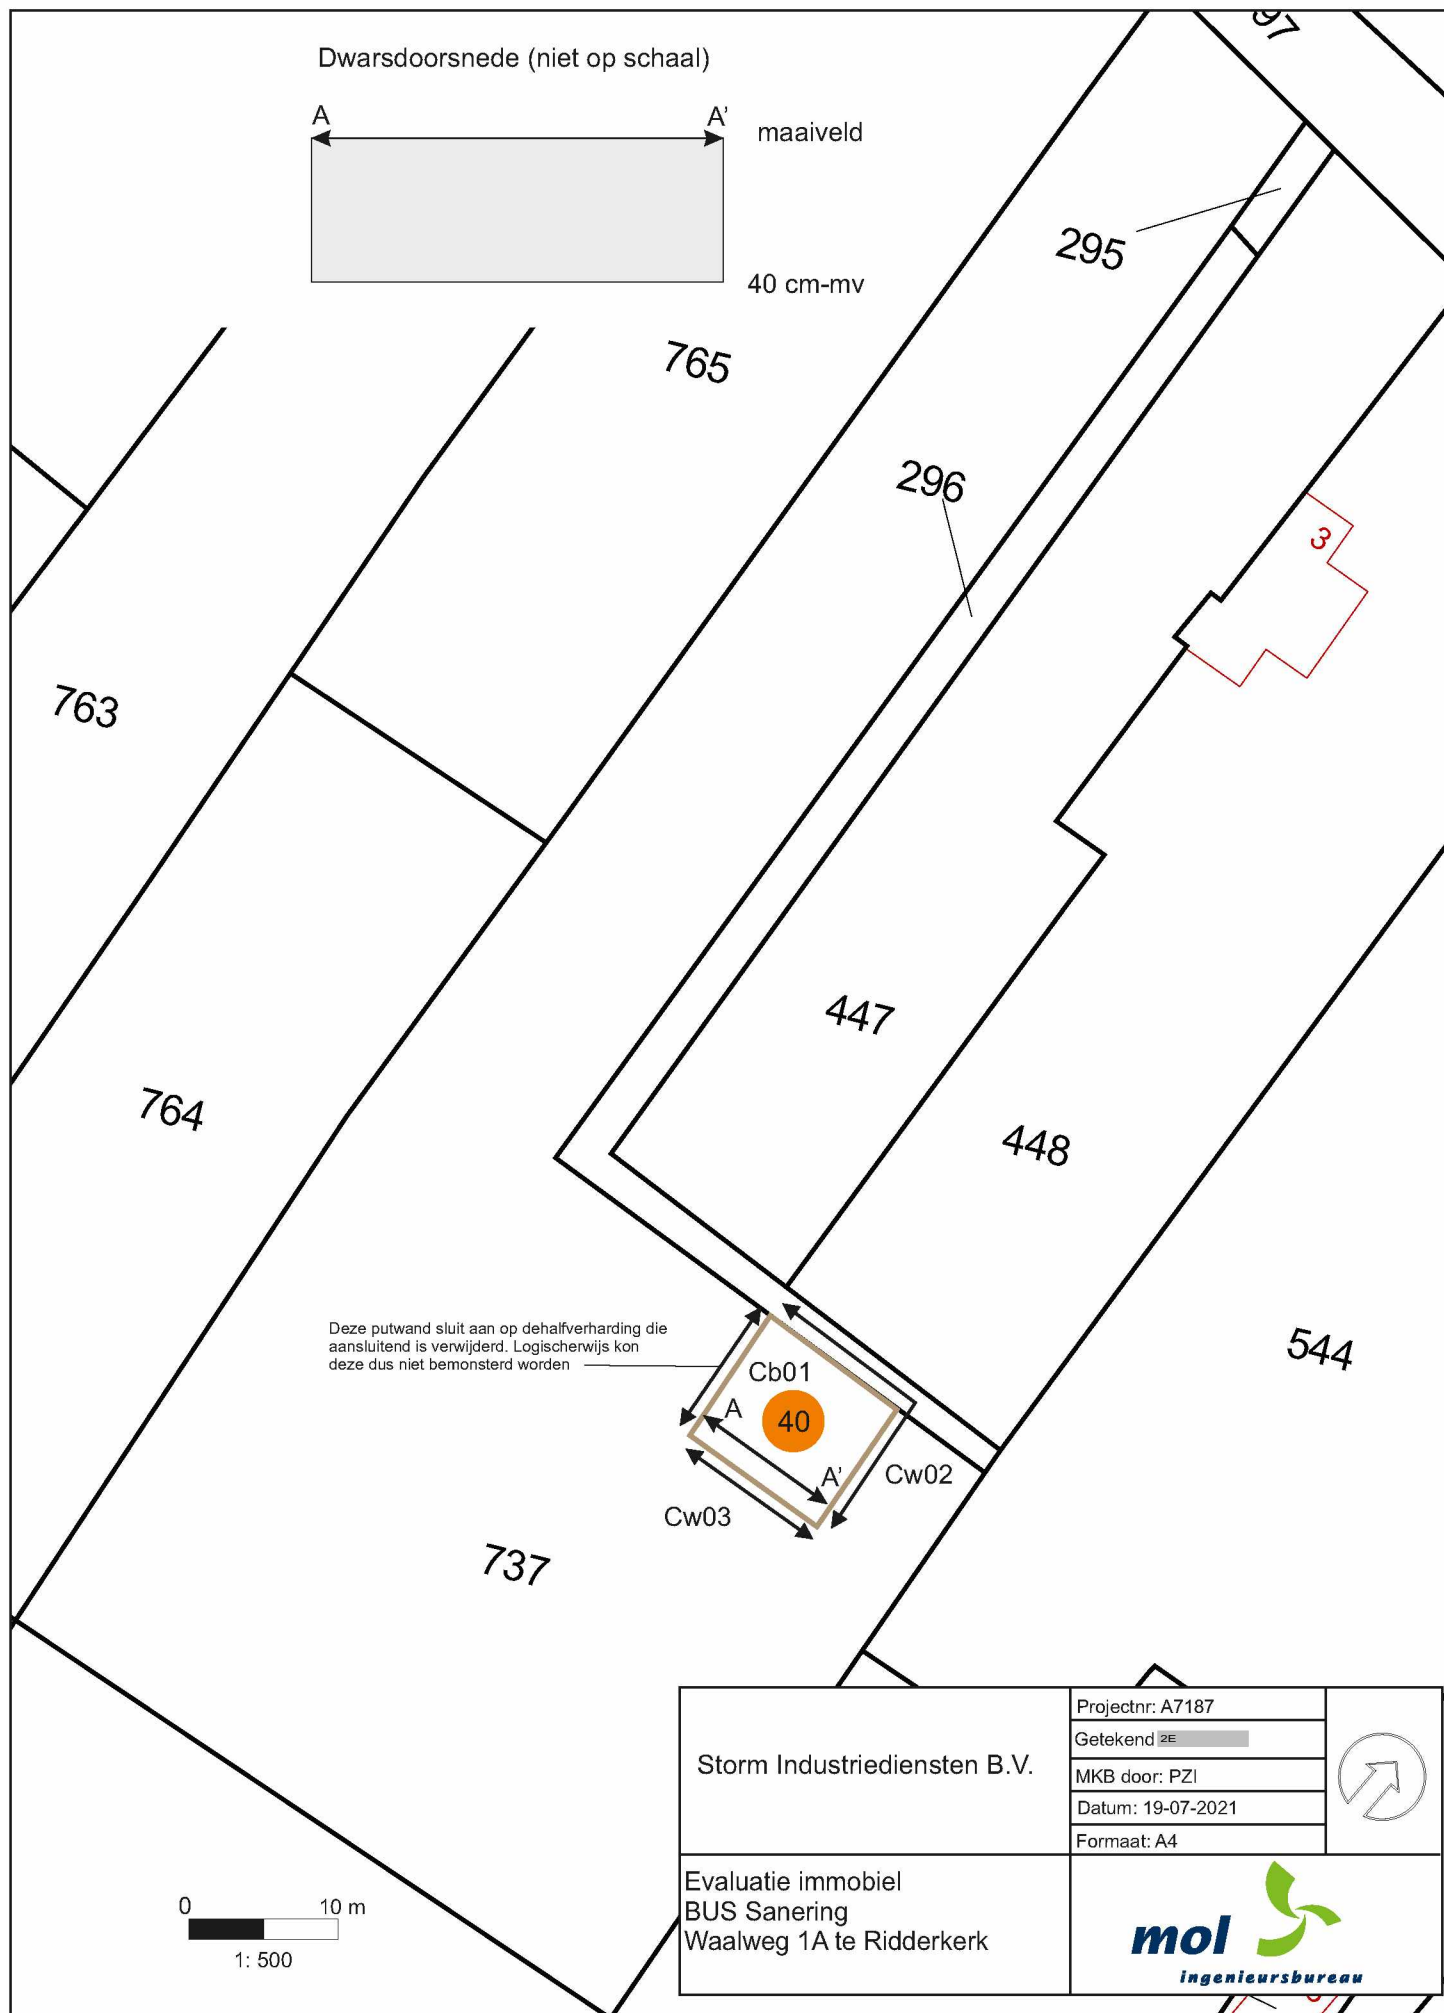 97
Dwarsdoorsnede (niet op schaal)
A
A'
maaiveld
40 cm-mv
295
765
296
3
763
447
764
448
Deze putwand sluit aan op dehalfverharding die
aansluitend is verwijderd. Logischerwijs kon
deze dus niet bemonsterd worden
544
Cb01
A
40
A'
Cw02
Cw03
737
Storm Industriediensten B.V.
Projectnr: A7187
Getekend 2E
MKB door: PZI
Datum: 19-07-2021
Formaat: A4
Evaluatie immobiel
BUS Sanering
Waalweg 1A te Ridderkerk
0
10 m
1: 500
mol
ingenieursbureau